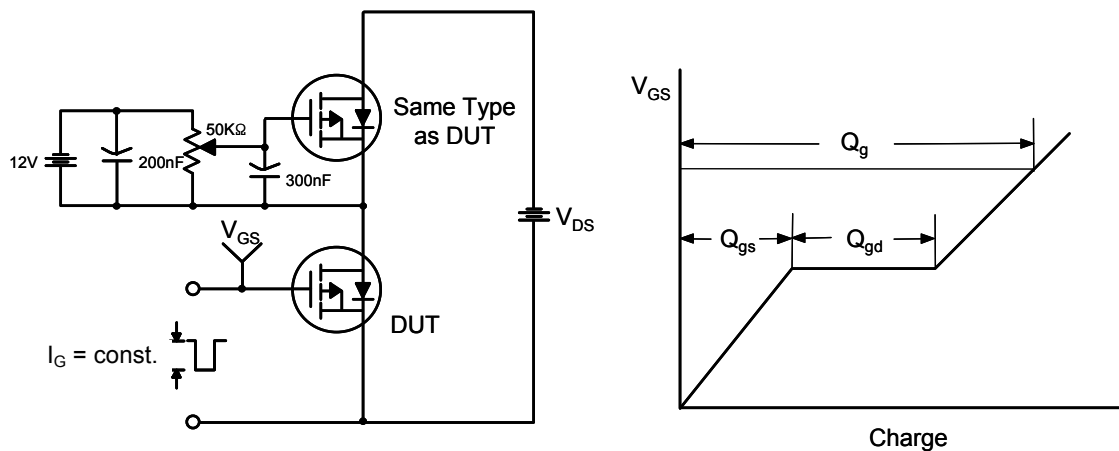 12V
200nF
50KΩ
300nF
Same Type
as DUT
V_DS
V_GS
DUT
I_G = const.
V_GS
Q_g
Q_gs
Q_gd
Charge